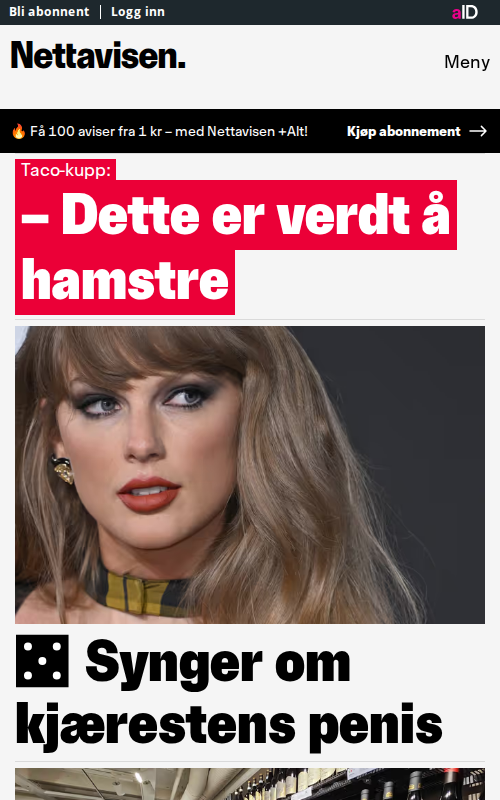 Bli abonnent | Logg inn aID
Nettavisen.
Meny
🔥 Få 100 aviser fra 1 kr – med Nettavisen +Alt! Kjøp abonnement →
Taco-kupp:
– Dette er verdt å
hamstre
Synger om
kjærestens penis